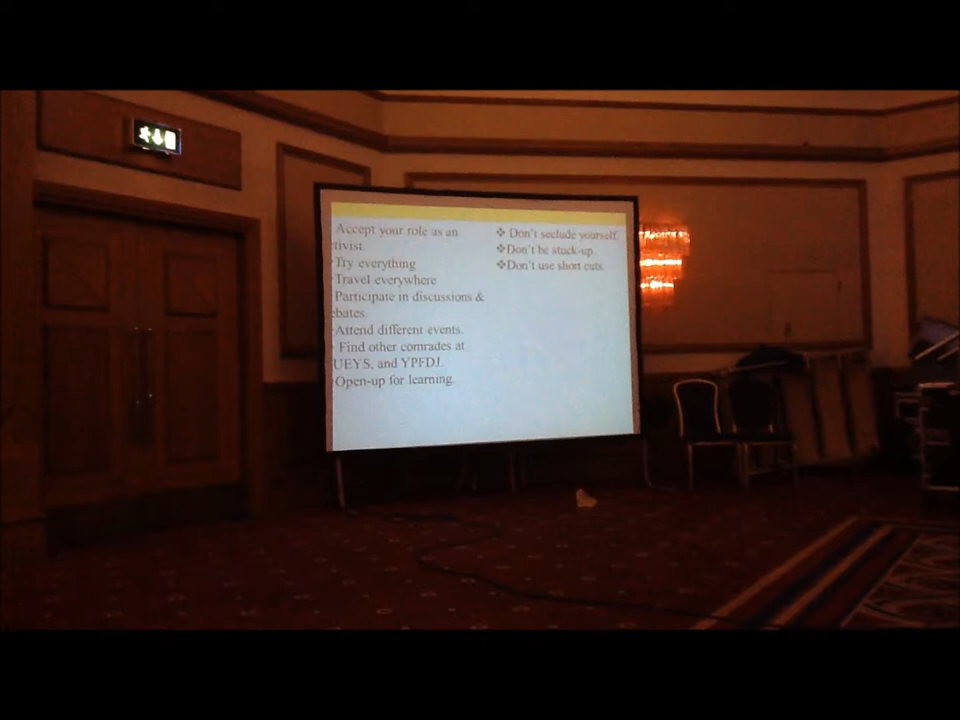 Accept your role as an
tivist.
Try everything
Travel everywhere
Participate in discussions &
bates.
Attend different events.
Find other comrades at
UEYS, and YPFDJ.
Open-up for learning.
❖ Don't seclude yourself.
❖Don't be stuck-up.
❖Don't use short cuts.